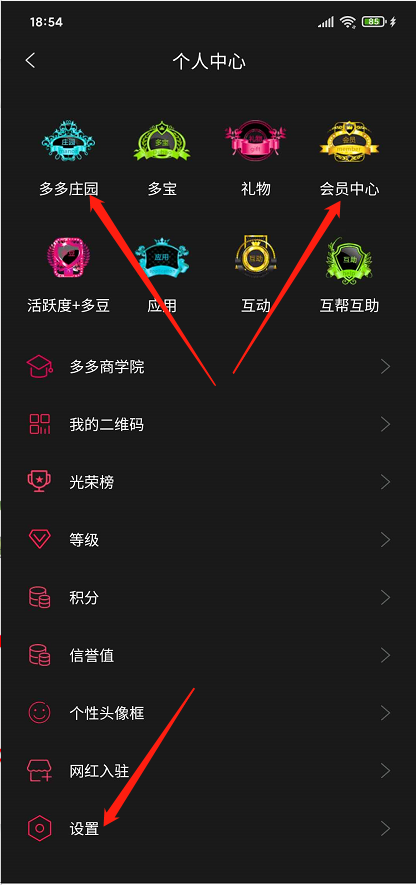 18:54
85
个人中心
庄园
多宝
礼物
会员
member
多多庄园
多宝
礼物
会员中心
应用
互动
互助
活跃度+多豆
应用
互动
互帮互助
多多商学院
我的二维码
光荣榜
等级
积分
信誉值
个性头像框
网红入驻
设置